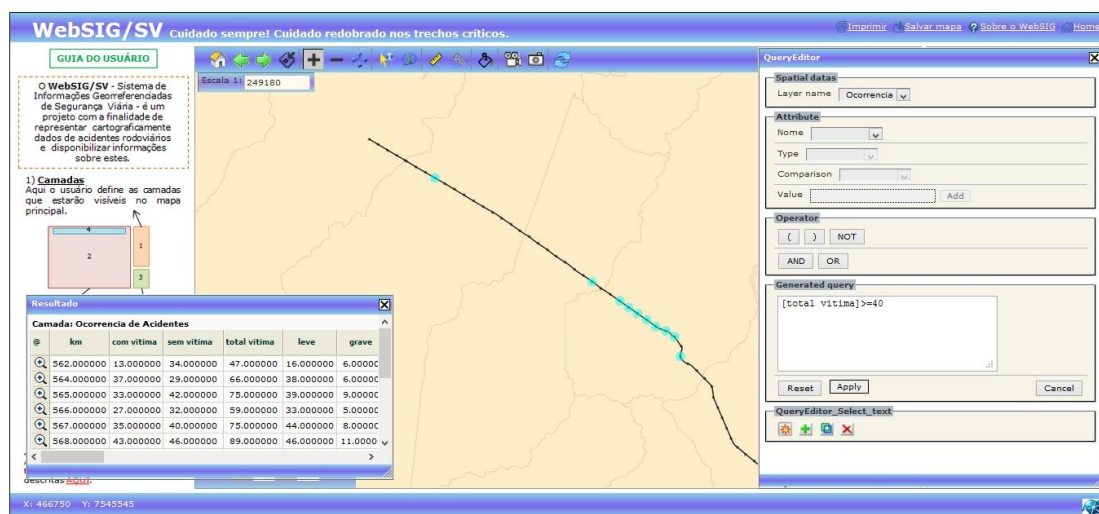 WebSIG/SV Cuidado sempre! Cuidado redobrado nos trechos críticos.
Imprimir Salvar mapa Sobre o WebSIG Home
GUIA DO USUÁRIO
O WebSIG/SV - Sistema de
Informações Georreferenciadas
de Segurança Viária - é um
projeto com a finalidade de
representar cartograficamente
dados de acidentes rodoviários
e disponibilizar informações
sobre estes.
1) Camadas
Aqui o usuário define as camadas
que estarão visíveis no mapa
principal.
4
2
1
3
Escala 1: 249180
Resultado
Camada: Ocorrencia de Acidentes
@ km com vitima sem vitima total vitima leve grave
562.000000 13.000000 34.000000 47.000000 16.000000 6.00000
564.000000 37.000000 29.000000 66.000000 38.000000 6.00000
565.000000 33.000000 42.000000 75.000000 39.000000 9.00000
566.000000 27.000000 32.000000 59.000000 33.000000 5.00000
567.000000 35.000000 40.000000 75.000000 44.000000 8.00000
568.000000 43.000000 46.000000 89.000000 46.000000 11.0000
descritas AQUI.
QueryEditor
Spatial datas
Layer name Ocorrencia
Attribute
Nome
Type
Comparison
Value Add
Operator
( ) NOT
AND OR
Generated query
[total vitima]>=40
Reset Apply Cancel
QueryEditor_Select_text
X: 466750 Y: 7545545